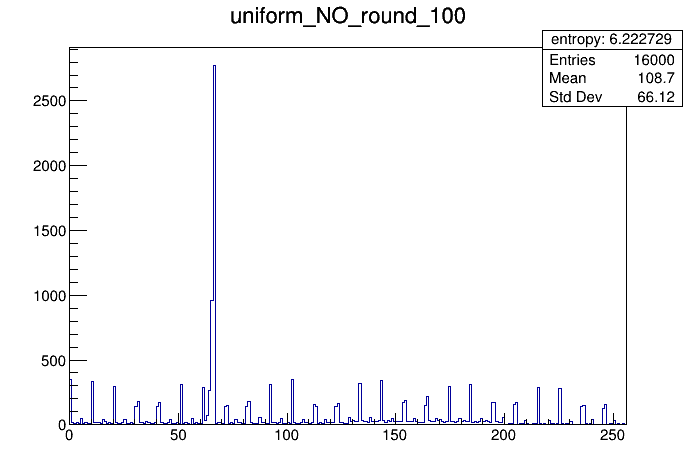 uniform_NO_round_100
entropy: 6.222729
Entries 16000
Mean 108.7
Std Dev 66.12
2500
2000
1500
1000
500
0
0 50 100 150 200 250